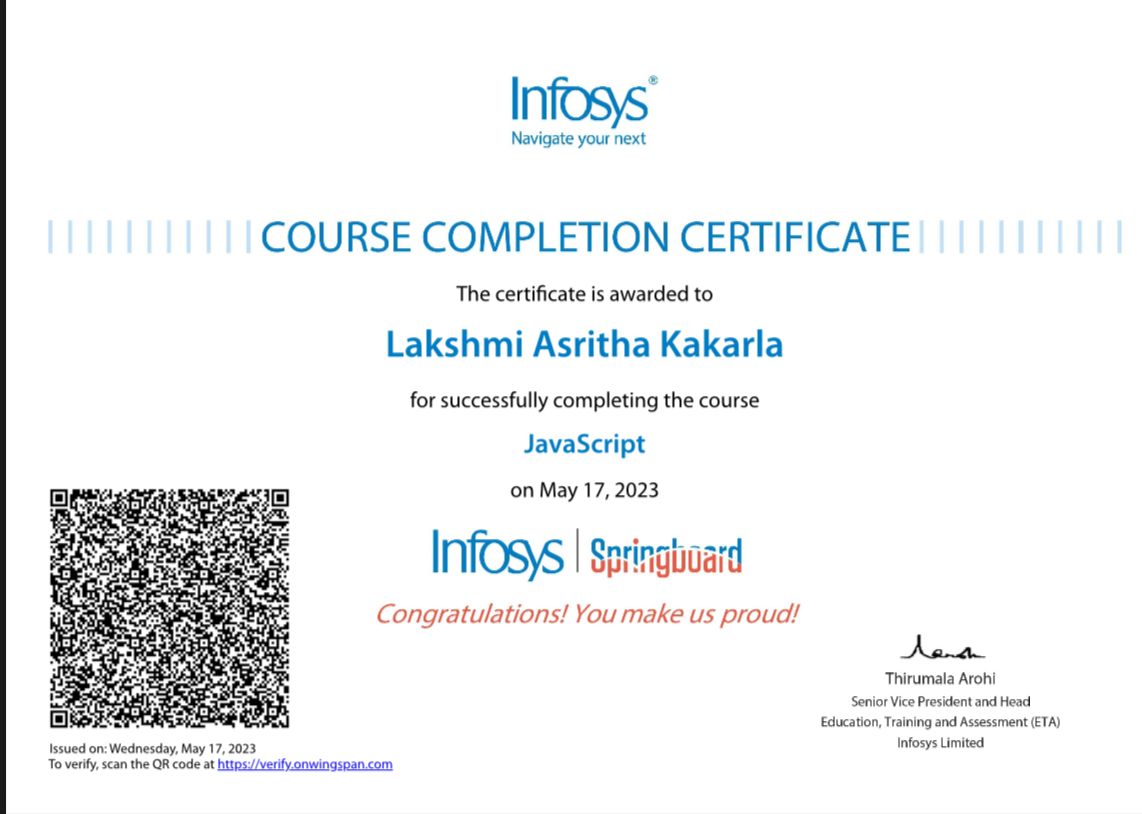 Infosys®
Navigate your next
COURSE COMPLETION CERTIFICATE
The certificate is awarded to
Lakshmi Asritha Kakarla
for successfully completing the course
JavaScript
on May 17, 2023
Infosys | Springboard
Congratulations! You make us proud!
Thirumala Arohi
Senior Vice President and Head
Education, Training and Assessment (ETA)
Infosys Limited
Issued on: Wednesday, May 17, 2023
To verify, scan the QR code at https://verify.onwingspan.com